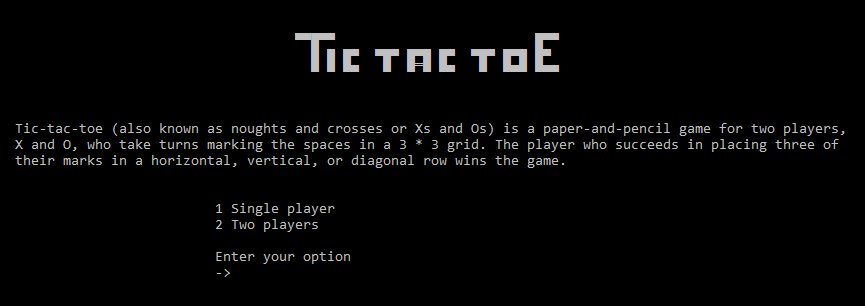 TIC TAC TOE
Tic-tac-toe (also known as noughts and crosses or Xs and Os) is a paper-and-pencil game for two players,
X and O, who take turns marking the spaces in a 3 * 3 grid. The player who succeeds in placing three of
their marks in a horizontal, vertical, or diagonal row wins the game.
1 Single player
2 Two players
Enter your option
->